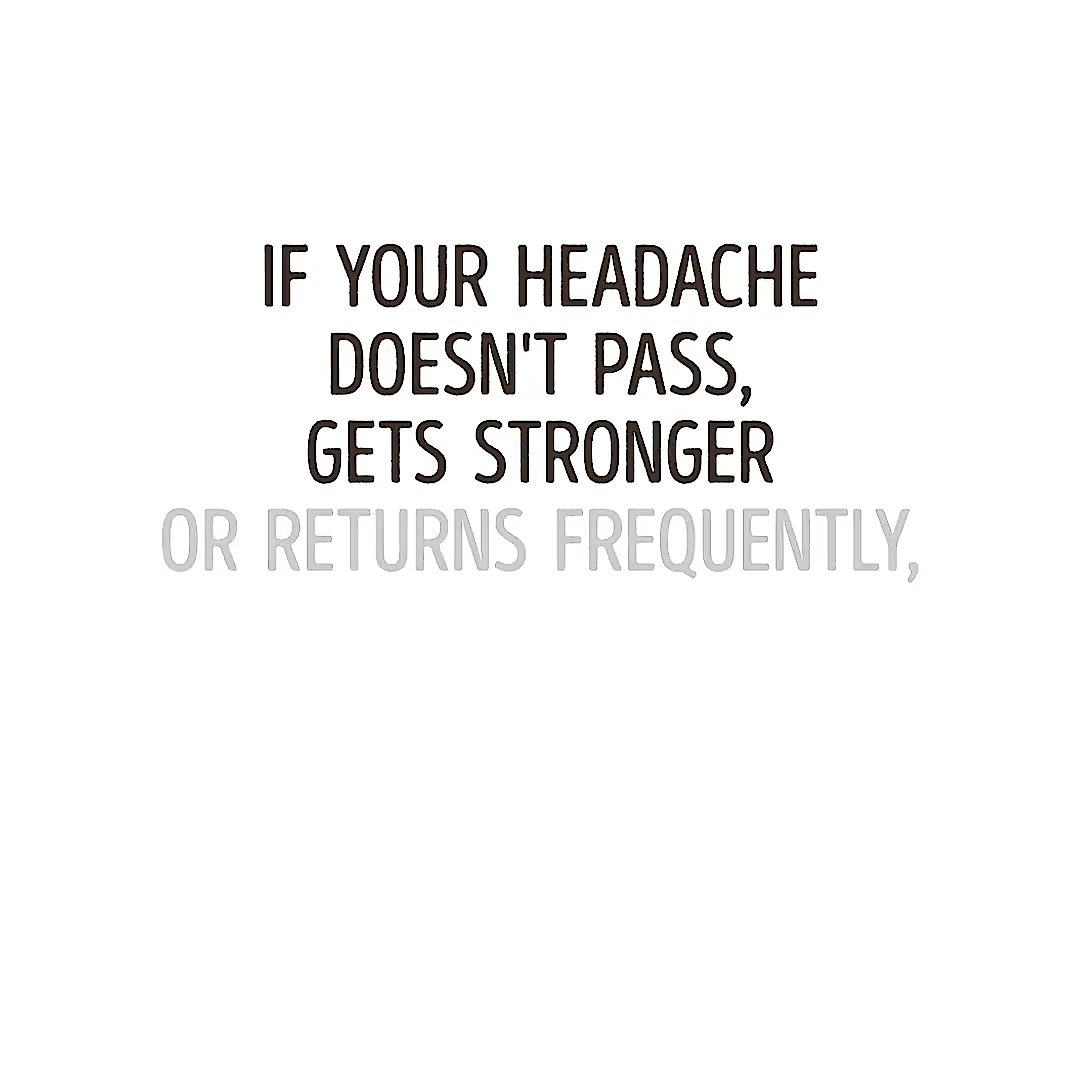 IF YOUR HEADACHE
DOESN'T PASS,
GETS STRONGER
OR RETURNS FREQUENTLY,